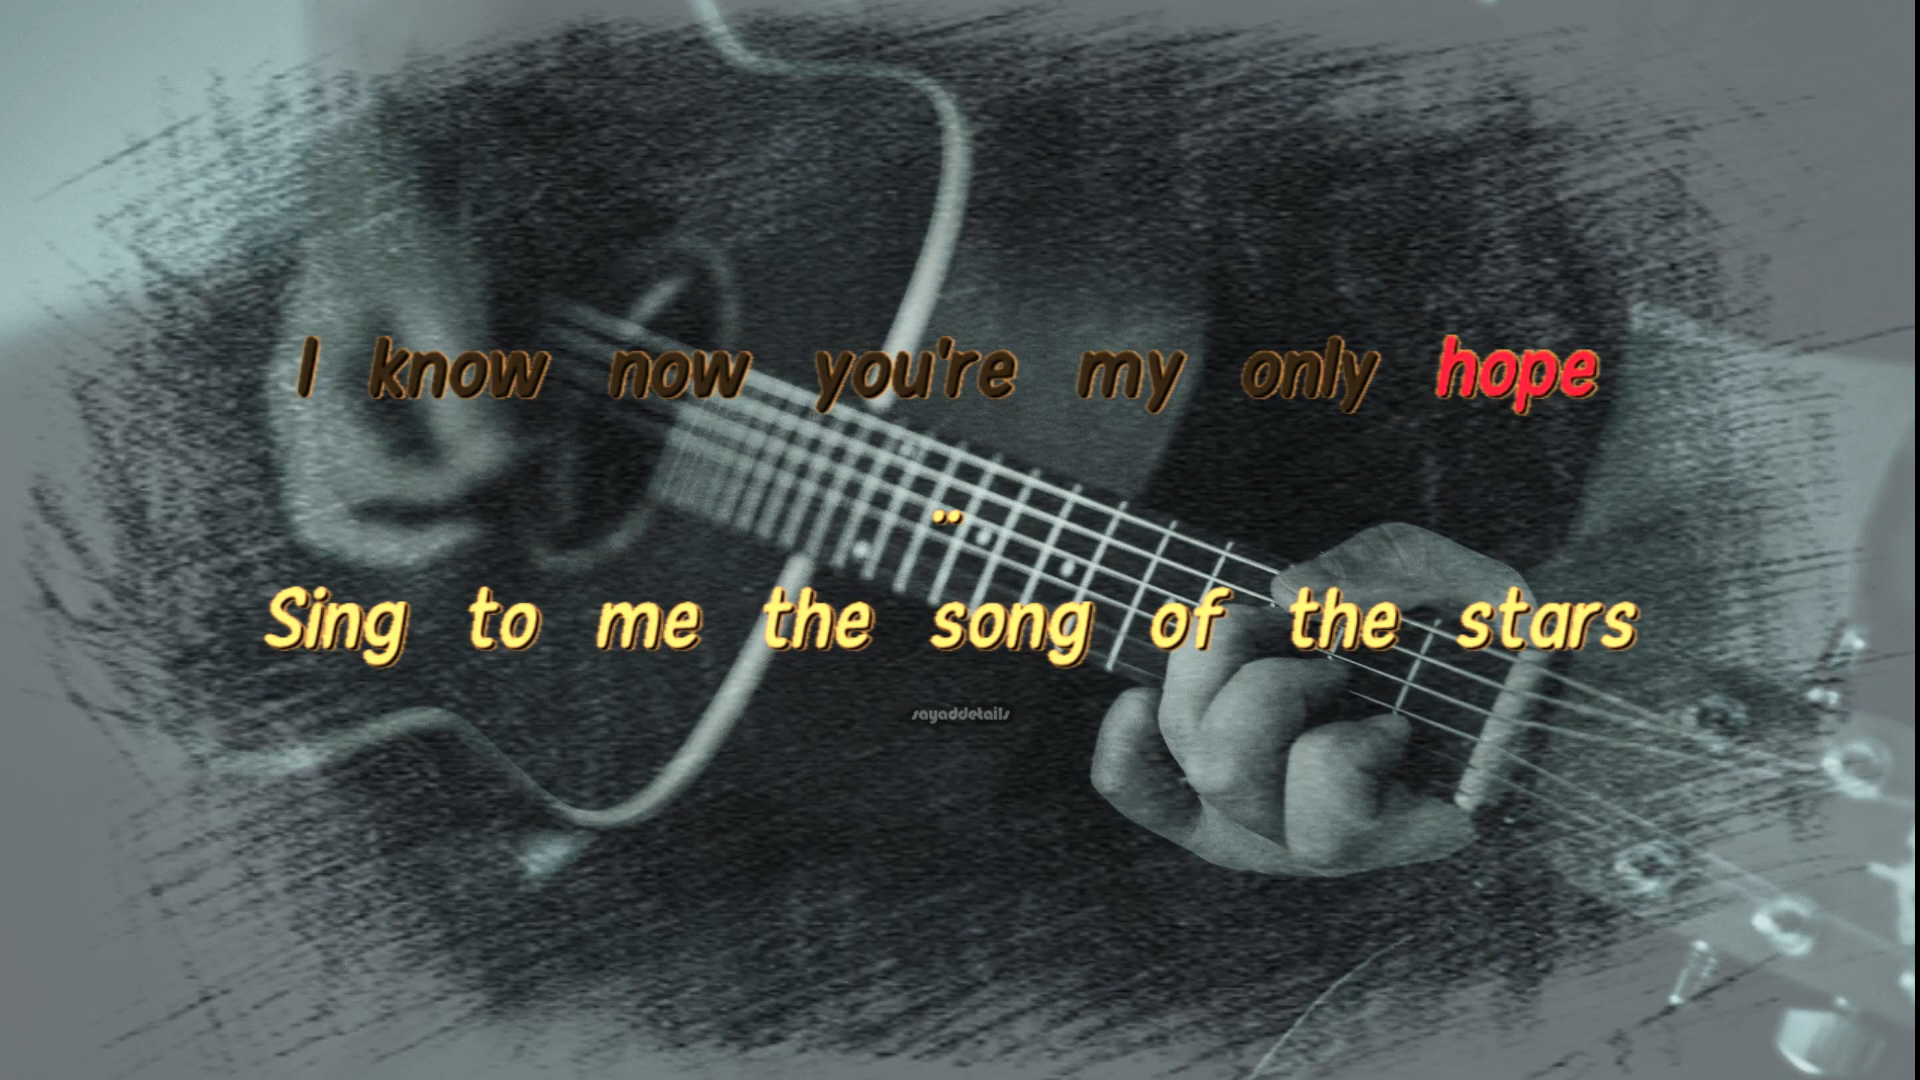 I know now you're my only hope
..
Sing to me the song of the stars
sayaddetails